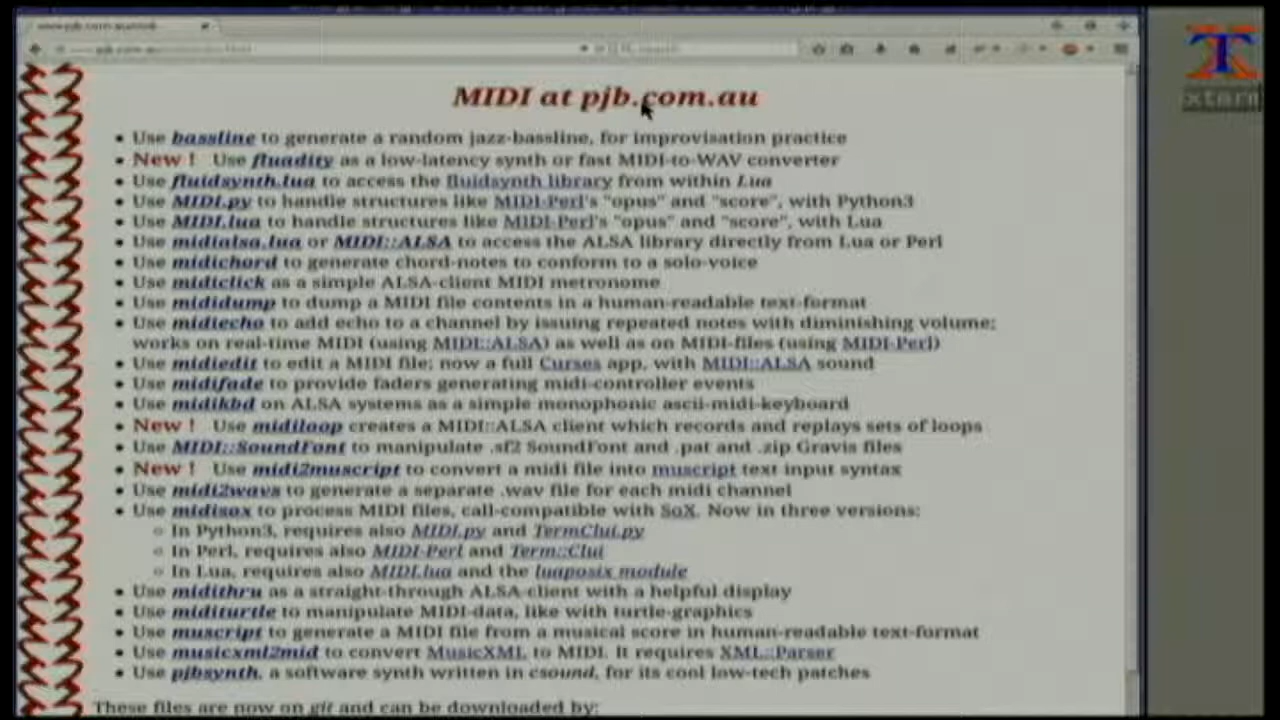 MIDI at pjb.com.au
• Use bassline to generate a random jazz-bassline, for improvisation practice
• New ! Use fluadity as a low-latency synth or fast MIDI-to-WAV converter
• Use fluidsynth.lua to access the fluidsynth library from within Lua
• Use MIDI.py to handle structures like MIDI-Perl's "opus" and "score", with Python3
• Use MIDI.lua to handle structures like MIDI-Perl's "opus" and "score", with Lua
• Use midialsa.lua or MIDI::ALSA to access the ALSA library directly from Lua or Perl
• Use midichord to generate chord-notes to conform to a solo-voice
• Use midiclick as a simple ALSA-client MIDI metronome
• Use mididump to dump a MIDI file contents in a human-readable text-format
• Use midiecho to add echo to a channel by issuing repeated notes with diminishing volume;
works on real-time MIDI (using MIDI::ALSA) as well as on MIDI-files (using MIDI-Perl)
• Use midiedit to edit a MIDI file; now a full Curses app, with MIDI::ALSA sound
• Use midifade to provide faders generating midi-controller events
• Use midikbd on ALSA systems as a simple monophonic ascii-midi-keyboard
• New ! Use midiloop creates a MIDI::ALSA client which records and replays sets of loops
• Use MIDI::SoundFont to manipulate .sf2 SoundFont and .pat and .zip Gravis files
• New ! Use midi2muscript to convert a midi file into muscript text input syntax
• Use midi2wavs to generate a separate .wav file for each midi channel
• Use midisox to process MIDI files, call-compatible with SoX. Now in three versions:
○ In Python3, requires also MIDI.py and TermClui.py
○ In Perl, requires also MIDI-Perl and Term::Clui
○ In Lua, requires also MIDI.lua and the luaposix module
• Use midithru as a straight-through ALSA-client with a helpful display
• Use miditurtle to manipulate MIDI-data, like with turtle-graphics
• Use muscript to generate a MIDI file from a musical score in human-readable text-format
• Use musicxml2mid to convert MusicXML to MIDI. It requires XML::Parser
• Use pjbsynth, a software synth written in csound, for its cool low-tech patches
These files are now on git and can be downloaded by:
xterm